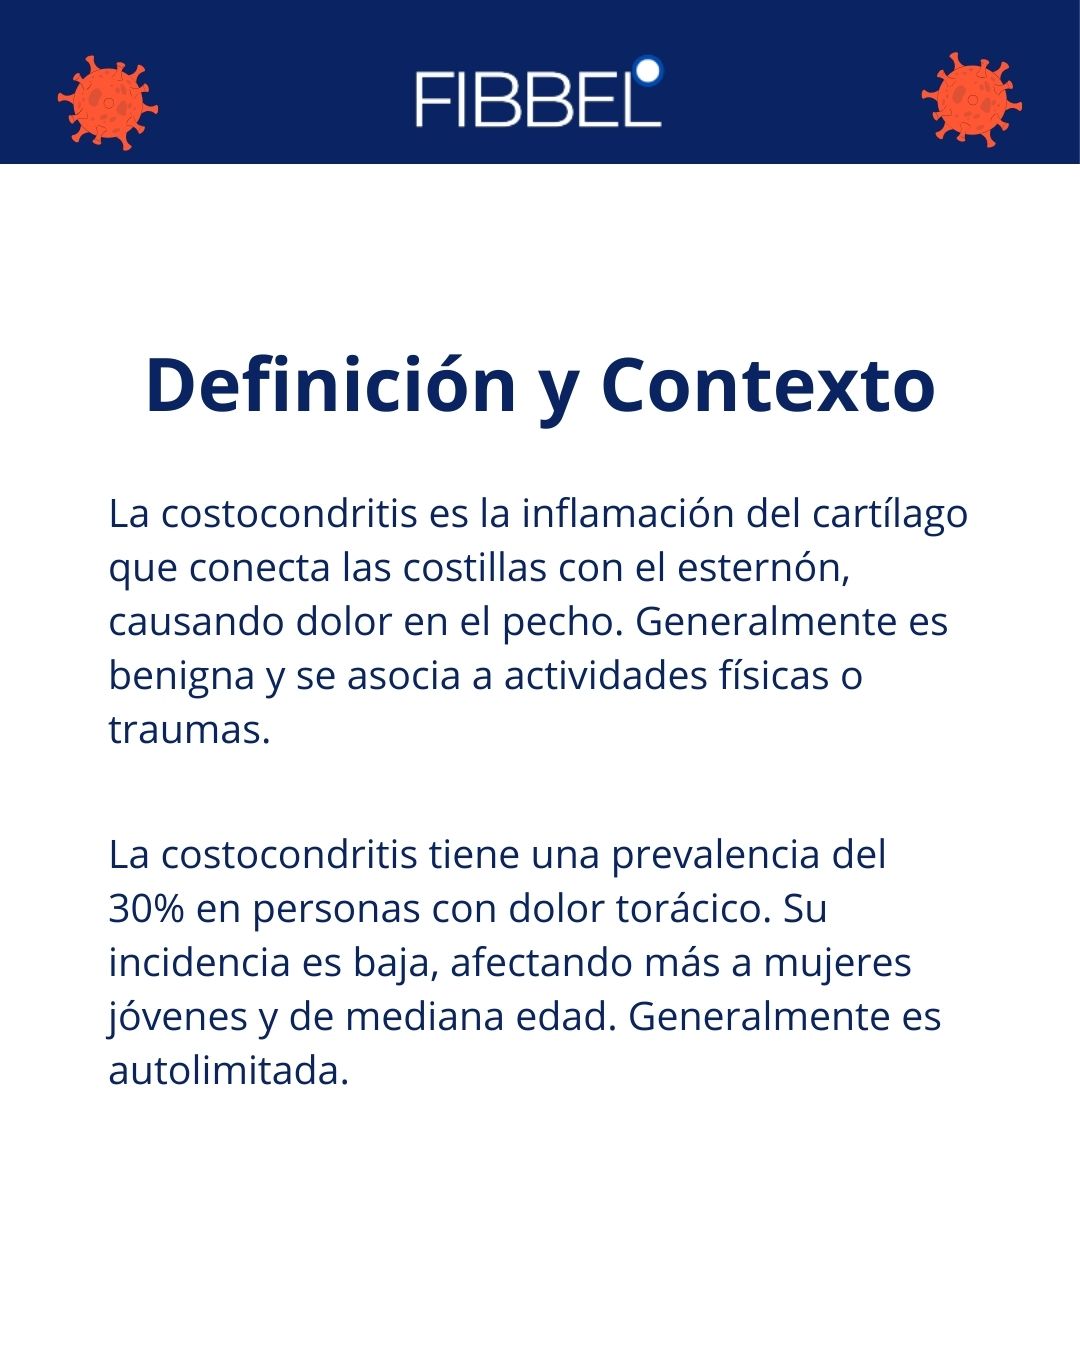 FIBBEL
Definición y Contexto
La costocondritis es la inflamación del cartílago
que conecta las costillas con el esternón,
causando dolor en el pecho. Generalmente es
benigna y se asocia a actividades físicas o
traumas.
La costocondritis tiene una prevalencia del
30% en personas con dolor torácico. Su
incidencia es baja, afectando más a mujeres
jóvenes y de mediana edad. Generalmente es
autolimitada.